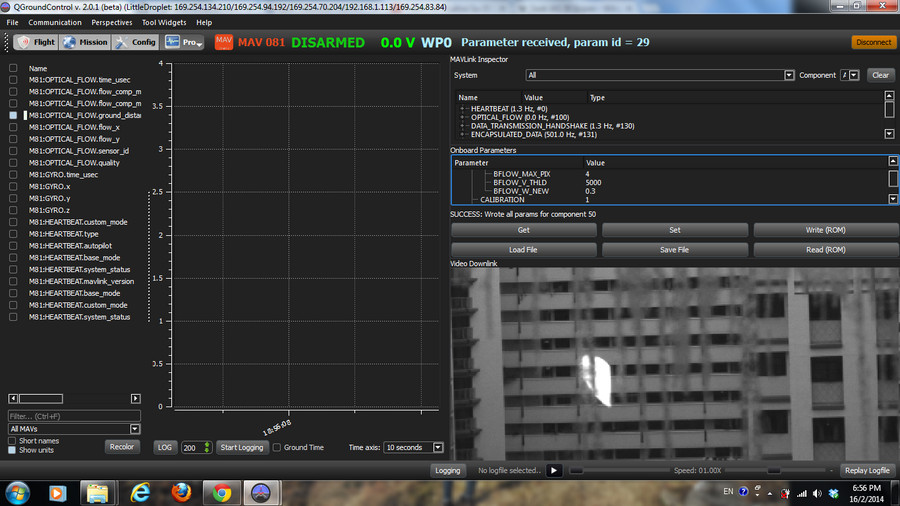 QGroundControl v. 2.0.1 (beta) (LittleDroplet: 169.254.134.210/169.254.94.192/169.254.70.204/192.168.1.113/169.254.83.84)
File Communication Perspectives Tool Widgets Help
Flight Mission Config Pro... MAV MAV 081 DISARMED 0.0 V WP0 Parameter received, param id = 29 Disconnect
Name
M81:OPTICAL_FLOW.time_usec
M81:OPTICAL_FLOW.flow_comp_m
M81:OPTICAL_FLOW.flow_comp_m
M81:OPTICAL_FLOW.ground_distan
M81:OPTICAL_FLOW.flow_x
M81:OPTICAL_FLOW.flow_y
M81:OPTICAL_FLOW.sensor_id
M81:OPTICAL_FLOW.quality
M81:GYRO.time_usec
M81:GYRO.x
M81:GYRO.y
M81:GYRO.z
M81:HEARTBEAT.custom_mode
M81:HEARTBEAT.type
M81:HEARTBEAT.autopilot
M81:HEARTBEAT.base_mode
M81:HEARTBEAT.system_status
M81:HEARTBEAT.mavlink_version
M81:HEARTBEAT.base_mode
M81:HEARTBEAT.custom_mode
M81:HEARTBEAT.system_status
Filter... (Ctrl+F)
All MAVs
Short names
Show units
Recolor
4
3.5
3
2.5
2
1.5
1
0.5
0
18:56:08
LOG 200 Start Logging Ground Time Time axis: 10 seconds
MAVLink Inspector
System All Component A Clear
Name Value Type
HEARTBEAT (1.3 Hz, #0)
OPTICAL_FLOW (0.0 Hz, #100)
DATA_TRANSMISSION_HANDSHAKE (1.3 Hz, #130)
ENCAPSULATED_DATA (501.0 Hz, #131)
Onboard Parameters
Parameter Value
BFLOW_MAX_PIX 4
BFLOW_V_THLD 5000
BFLOW_W_NEW 0.3
CALIBRATION 1
SUCCESS: Wrote all params for component 50
Get Set Write (ROM)
Load File Save File Read (ROM)
Video Downlink
Logging No logfile selected.. Speed: 01.00X - Replay Logfile
EN 6:56 PM
16/2/2014